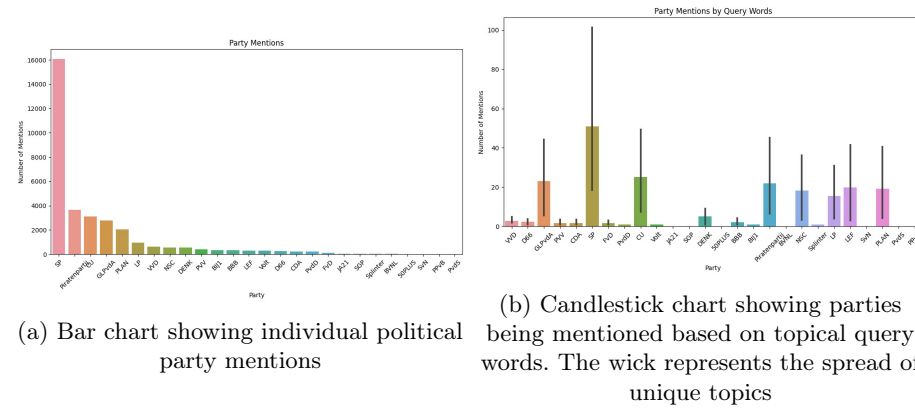 Party Mentions
Number of Mentions
16000
14000
12000
10000
8000
6000
4000
2000
0
SP
Piratenpartij
CU
GLPvdA
PLAN
LP
VVD
NSC
DENK
PVV
BIJ1
BBB
LEF
Volt
D66
CDA
PvdD
FvD
JA21
SGP
Splinter
BVNL
50PLUS
SvN
PPvB
PvdS
Party
(a) Bar chart showing individual political
party mentions
Party Mentions by Query Words
Number of Mentions
100
80
60
40
20
0
VVD
D66
GLPvdA
PVV
CDA
SP
FvD
PvdD
CU
Volt
JA21
SGP
DENK
50PLUS
BBB
BIJ1
Piratenpartij
BVNL
NSC
Splinter
LP
LEF
SvN
PLAN
PvdS
Party
(b) Candlestick chart showing parties
being mentioned based on topical query
words. The wick represents the spread of
unique topics